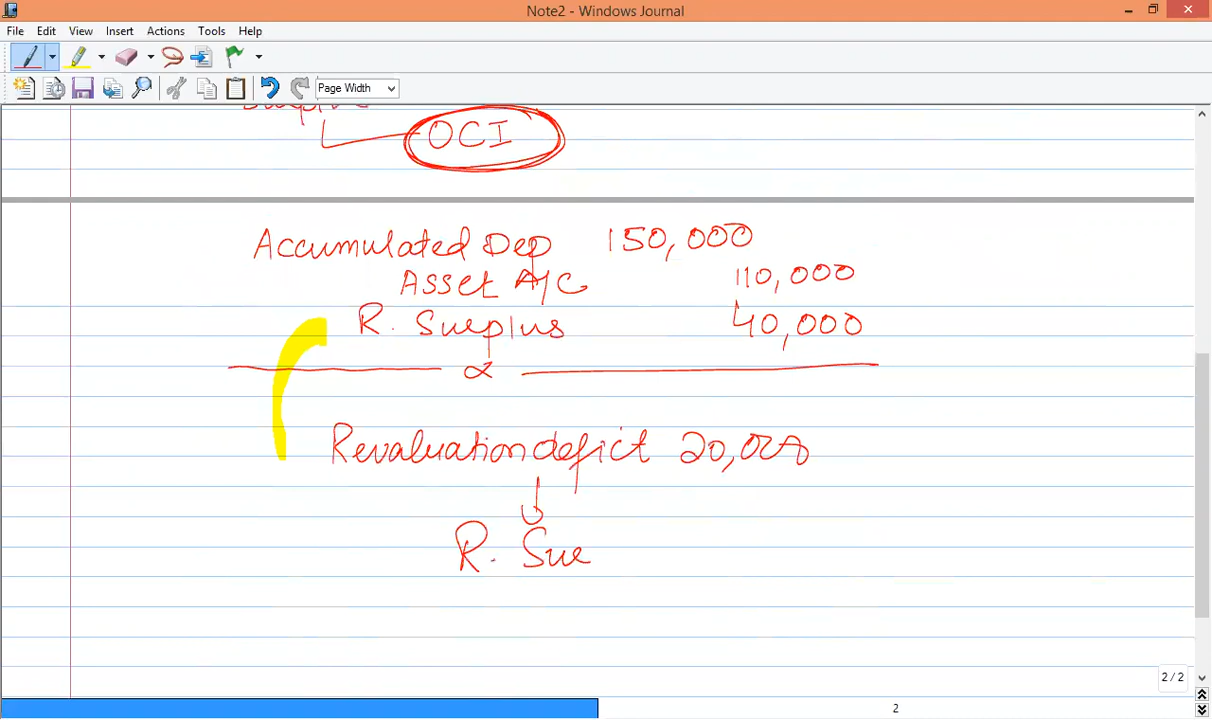 Note2 - Windows Journal
File Edit View Insert Actions Tools Help
Page Width
OCI
Accumulated Dep 150,000
Asset A/C 110,000
R. Surplus 40,000
Revaluation deficit 20,000
R. Sur
2 / 2
2